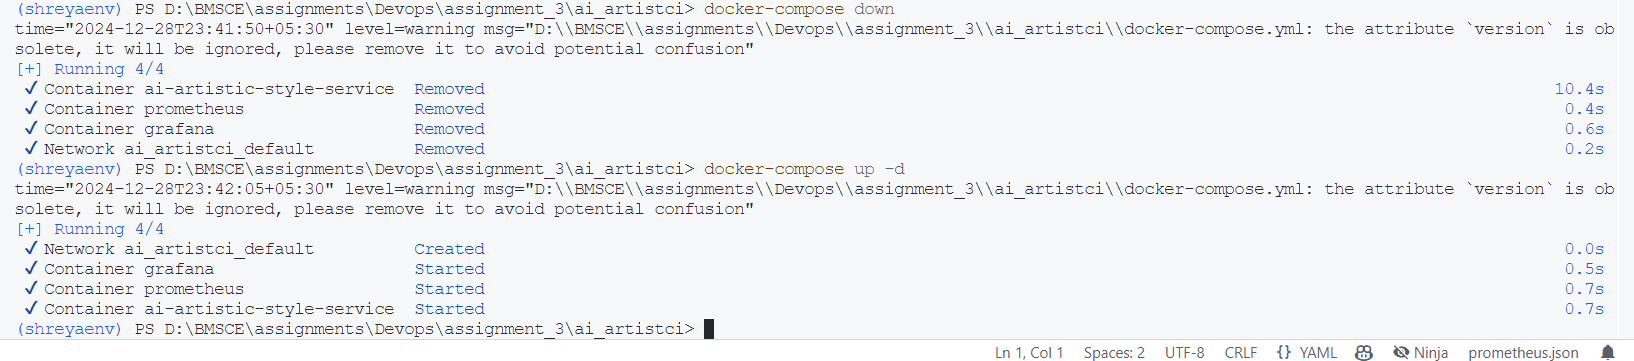 (shreyaenv) PS D:\BMSCE\assignments\Devops\assignment_3\ai_artistci> docker-compose down
time="2024-12-28T23:41:50+05:30" level=warning msg="D:\\BMSCE\\assignments\\Devops\\assignment_3\\ai_artistci\\docker-compose.yml: the attribute `version` is ob
solete, it will be ignored, please remove it to avoid potential confusion"
[+] Running 4/4
✔ Container ai-artistic-style-service Removed 10.4s
✔ Container prometheus Removed 0.4s
✔ Container grafana Removed 0.6s
✔ Network ai_artistci_default Removed 0.2s
(shreyaenv) PS D:\BMSCE\assignments\Devops\assignment_3\ai_artistci> docker-compose up -d
time="2024-12-28T23:42:05+05:30" level=warning msg="D:\\BMSCE\\assignments\\Devops\\assignment_3\\ai_artistci\\docker-compose.yml: the attribute `version` is ob
solete, it will be ignored, please remove it to avoid potential confusion"
[+] Running 4/4
✔ Network ai_artistci_default Created 0.0s
✔ Container grafana Started 0.5s
✔ Container prometheus Started 0.7s
✔ Container ai-artistic-style-service Started 0.7s
(shreyaenv) PS D:\BMSCE\assignments\Devops\assignment_3\ai_artistci>
Ln 1, Col 1 Spaces: 2 UTF-8 CRLF {} YAML Ninja prometheus.json